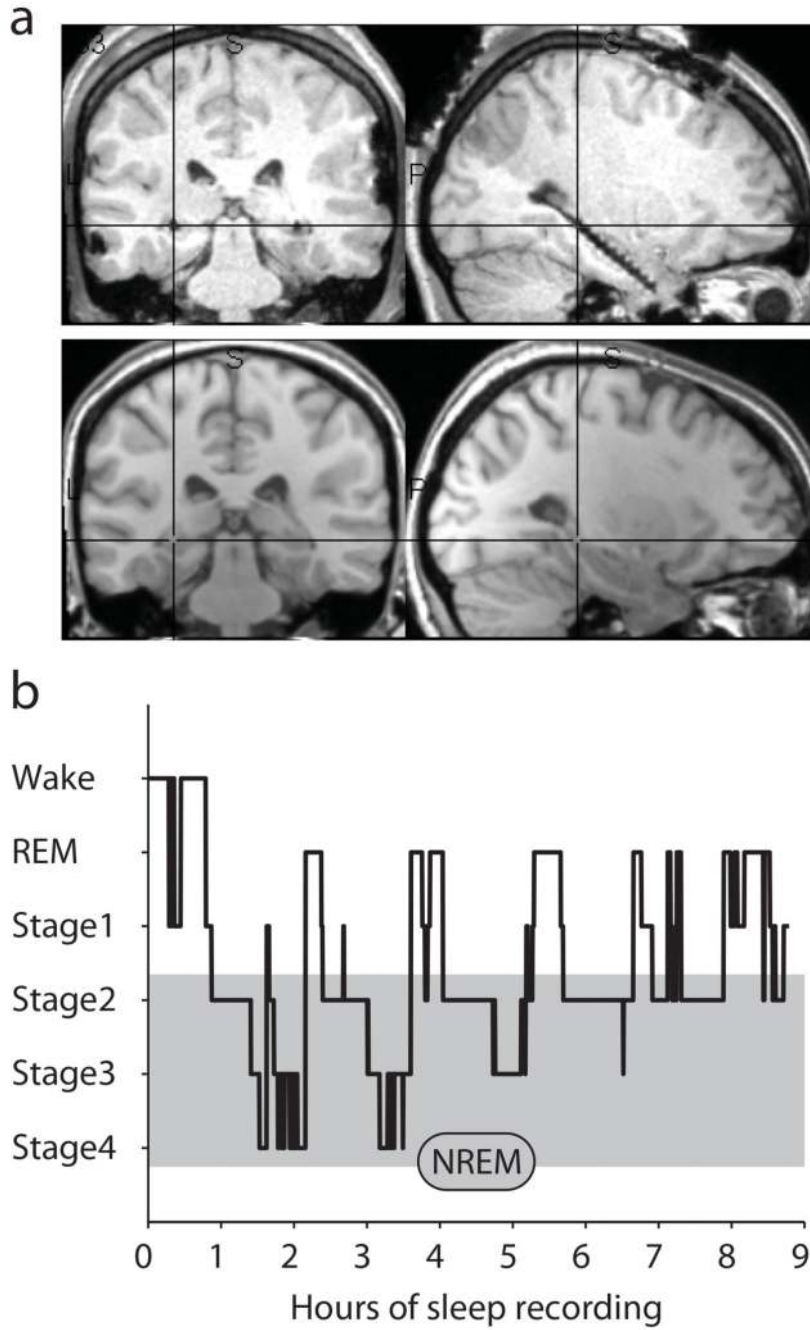 a
S
L
P
S
L
P
b
Wake
REM
Stage1
Stage2
Stage3
Stage4
NREM
0 1 2 3 4 5 6 7 8 9
Hours of sleep recording